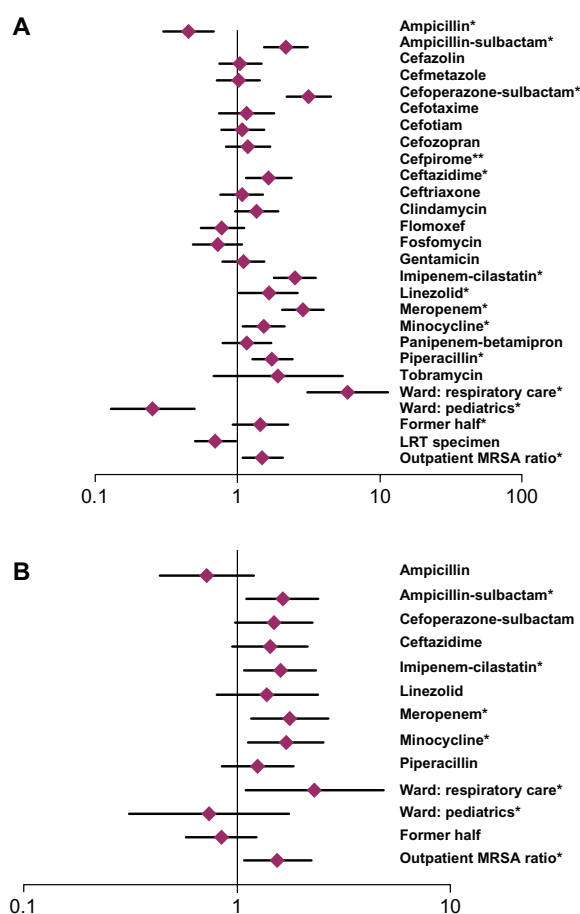 A
Ampicillin*
Ampicillin-sulbactam*
Cefazolin
Cefmetazole
Cefoperazone-sulbactam*
Cefotaxime
Cefotiam
Cefozopran
Cefpirome**
Ceftazidime*
Ceftriaxone
Clindamycin
Flomoxef
Fosfomycin
Gentamicin
Imipenem-cilastatin*
Linezolid*
Meropenem*
Minocycline*
Panipenem-betamipron
Piperacillin*
Tobramycin
Ward: respiratory care*
Ward: pediatrics*
Former half*
LRT specimen
Outpatient MRSA ratio*
0.1 1 10 100
B
Ampicillin
Ampicillin-sulbactam*
Cefoperazone-sulbactam
Ceftazidime
Imipenem-cilastatin*
Linezolid
Meropenem*
Minocycline*
Piperacillin
Ward: respiratory care*
Ward: pediatrics*
Former half
Outpatient MRSA ratio*
0.1 1 10